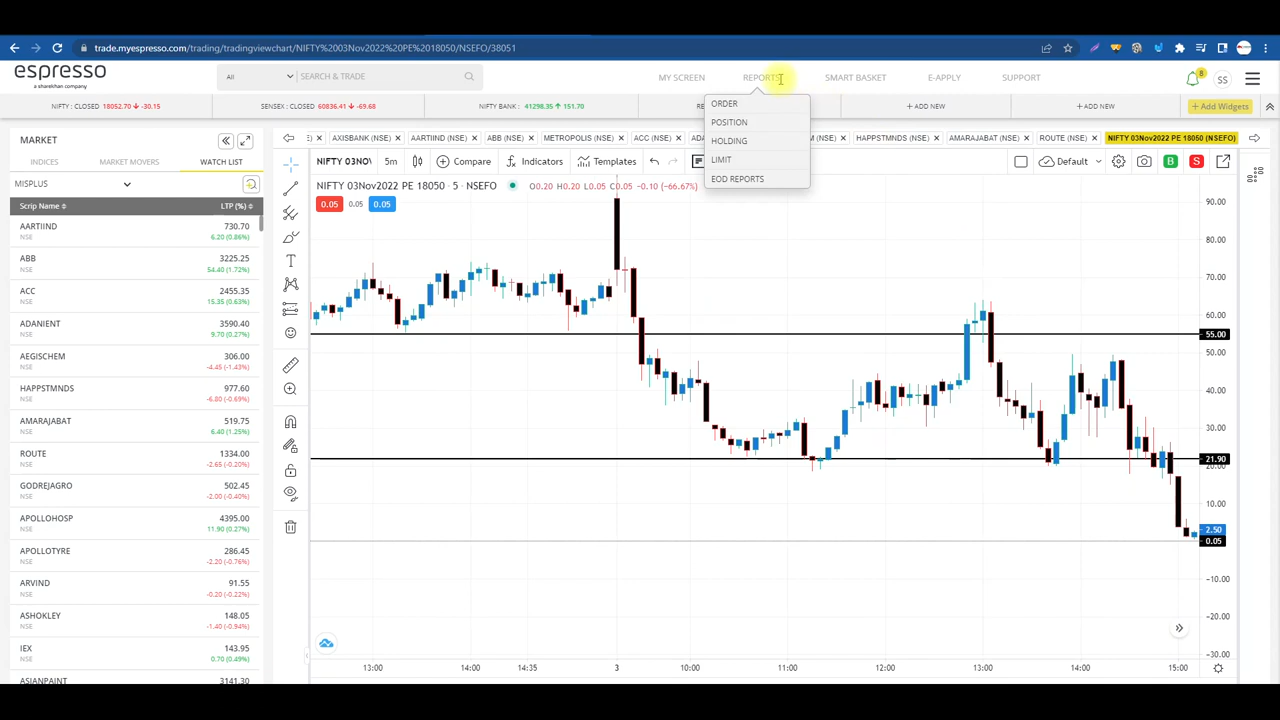 trade.myespresso.com/trading/tradingviewchart/NIFTY%2003Nov2022%20PE%2018050/NSEFO/38051
espresso
a sharekhan company
All
SEARCH & TRADE
MY SCREEN
REPORTS
SMART BASKET
E-APPLY
SUPPORT
8
SS
NIFTY : CLOSED 18052.70 -30.15
SENSEX : CLOSED 60836.41 -69.68
NIFTY BANK : 41298.35 151.70
+ ADD NEW
+ ADD NEW
+ Add Widgets
ORDER
POSITION
HOLDING
LIMIT
EOD REPORTS
MARKET
INDICES
MARKET MOVERS
WATCH LIST
MISPLUS
Scrip Name
LTP (%)
AARTIIND 730.70
NSE 6.20 (0.86%)
ABB 3225.25
NSE 54.40 (1.72%)
ACC 2455.35
NSE 15.35 (0.63%)
ADANIENT 3590.40
NSE 9.70 (0.27%)
AEGISCHEM 306.00
NSE -4.45 (-1.43%)
HAPPSTMNDS 977.60
NSE -6.80 (-0.69%)
AMARAJABAT 519.75
NSE 6.40 (1.25%)
ROUTE 1334.00
NSE -2.65 (-0.20%)
GODREJAGRO 502.45
NSE -2.00 (-0.40%)
APOLLOHOSP 4395.00
NSE 11.90 (0.27%)
APOLLOTYRE 286.45
NSE -2.20 (-0.76%)
ARVIND 91.55
NSE -0.20 (-0.22%)
ASHOKLEY 148.05
NSE -1.40 (-0.94%)
IEX 143.95
NSE 0.70 (0.49%)
ASIANPAINT 3141.30
AXISBANK (NSE)
AARTIIND (NSE)
ABB (NSE)
METROPOLIS (NSE)
ACC (NSE)
HAPPSTMNDS (NSE)
AMARAJABAT (NSE)
ROUTE (NSE)
NIFTY 03Nov2022 PE 18050 (NSEFO)
5m
Compare
Indicators
Templates
Default
B
S
NIFTY 03Nov2022 PE 18050 · 5 · NSEFO
O0.20 H0.20 L0.05 C0.05 -0.10 (-66.67%)
0.05
0.05
0.05
90.00
80.00
70.00
60.00
55.00
50.00
40.00
30.00
21.90
20.00
10.00
2.50
0.05
-10.00
-20.00
-30.00
13:00
14:00
14:35
3
10:00
11:00
12:00
13:00
14:00
15:00